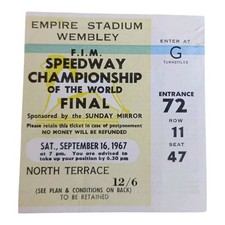 EMPIRE STADIUM
WEMBLEY
F.I.M.
SPEEDWAY
CHAMPIONSHIP
OF THE WORLD
FINAL
Sponsored by the SUNDAY MIRROR
Please retain this ticket in case of postponement
NO MONEY WILL BE REFUNDED
SAT., SEPTEMBER 16, 1967
at 7 p.m. You are advised to
take up your position by 6.30 pm
NORTH TERRACE
12/6
(SEE PLAN & CONDITIONS ON BACK)
TO BE RETAINED
ENTER AT
G
TURNSTILES
ENTRANCE
72
ROW
11
SEAT
47